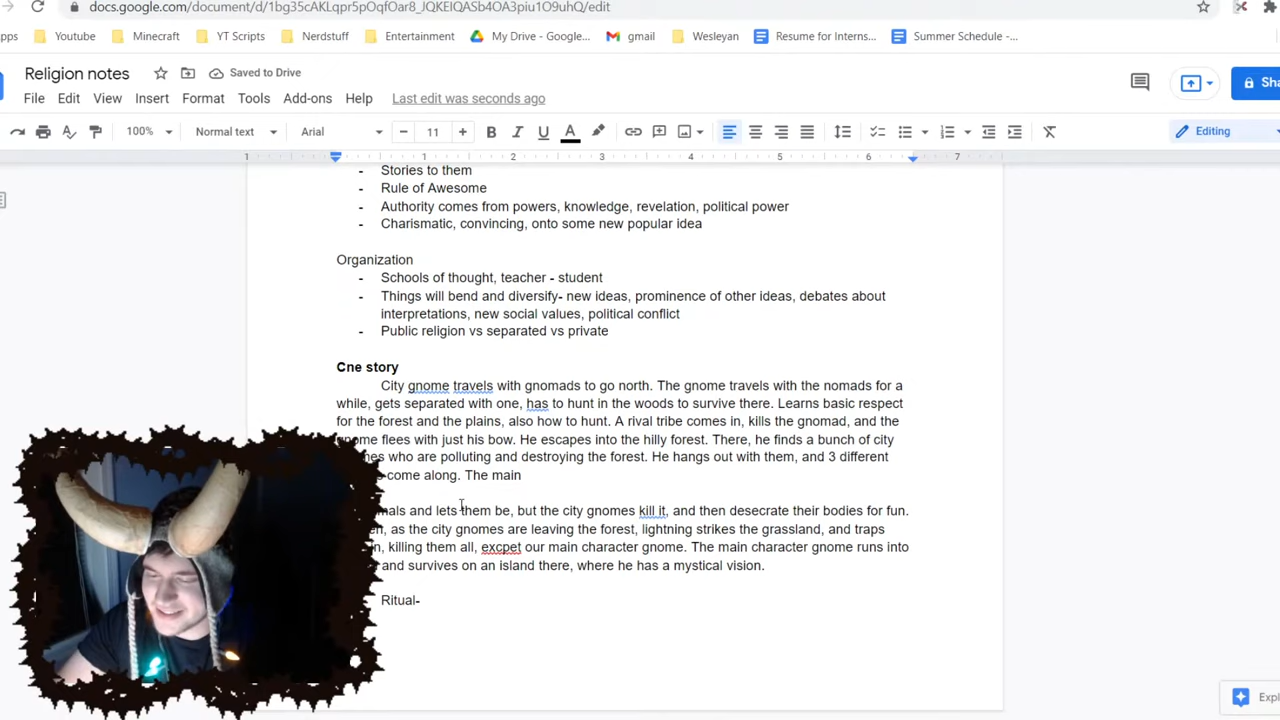 docs.google.com/document/d/1bg35cAKLqpr5pOqfOar8_JQKEIQASb4OA3piu1O9uhQ/edit
Youtube Minecraft YT Scripts Nerdstuff Entertainment My Drive - Google... gmail Wesleyan Resume for Interns... Summer Schedule -...
Religion notes Saved to Drive
File Edit View Insert Format Tools Add-ons Help Last edit was seconds ago
100% Normal text Arial 11 B I U A Editing
1 1 2 3 4 5 6 7
- Stories to them
- Rule of Awesome
- Authority comes from powers, knowledge, revelation, political power
- Charismatic, convincing, onto some new popular idea
Organization
- Schools of thought, teacher - student
- Things will bend and diversify- new ideas, prominence of other ideas, debates about
interpretations, new social values, political conflict
- Public religion vs separated vs private
Cne story
City gnome travels with gnomads to go north. The gnome travels with the nomads for a
while, gets separated with one, has to hunt in the woods to survive there. Learns basic respect
for the forest and the plains, also how to hunt. A rival tribe comes in, kills the gnomad, and the
flees with just his bow. He escapes into the hilly forest. There, he finds a bunch of city
who are polluting and destroying the forest. He hangs out with them, and 3 different
come along. The main
and lets them be, but the city gnomes kill it, and then desecrate their bodies for fun.
as the city gnomes are leaving the forest, lightning strikes the grassland, and traps
killing them all, excpet our main character gnome. The main character gnome runs into
and survives on an island there, where he has a mystical vision.
Ritual-